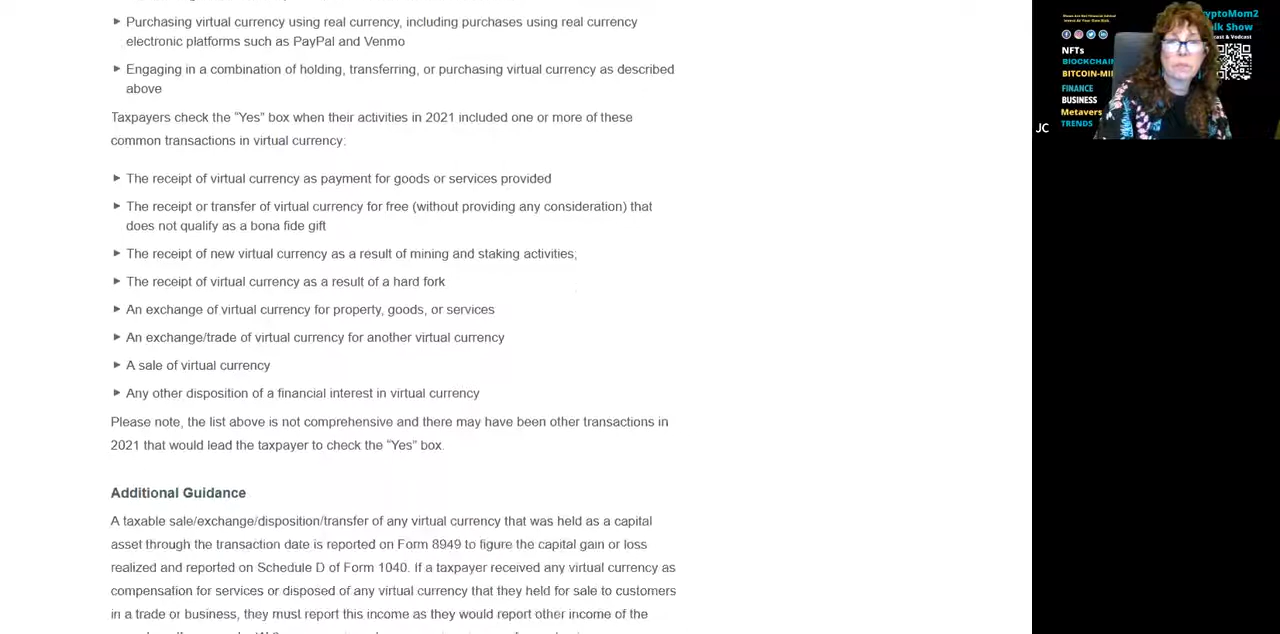 Purchasing virtual currency using real currency, including purchases using real currency
electronic platforms such as PayPal and Venmo
Engaging in a combination of holding, transferring, or purchasing virtual currency as described
above
Taxpayers check the "Yes" box when their activities in 2021 included one or more of these
common transactions in virtual currency:
The receipt of virtual currency as payment for goods or services provided
The receipt or transfer of virtual currency for free (without providing any consideration) that
does not qualify as a bona fide gift
The receipt of new virtual currency as a result of mining and staking activities;
The receipt of virtual currency as a result of a hard fork
An exchange of virtual currency for property, goods, or services
An exchange/trade of virtual currency for another virtual currency
A sale of virtual currency
Any other disposition of a financial interest in virtual currency
Please note, the list above is not comprehensive and there may have been other transactions in
2021 that would lead the taxpayer to check the "Yes" box.
Additional Guidance
A taxable sale/exchange/disposition/transfer of any virtual currency that was held as a capital
asset through the transaction date is reported on Form 8949 to figure the capital gain or loss
realized and reported on Schedule D of Form 1040. If a taxpayer received any virtual currency as
compensation for services or disposed of any virtual currency that they held for sale to customers
in a trade or business, they must report this income as they would report other income of the
yptoMom2
lk Show
cast & Vodcast
NFTs
BlOCKCHAIN
BITCOIN-MI
FINANCE
BUSINESS
Metavers
TRENDS
JC